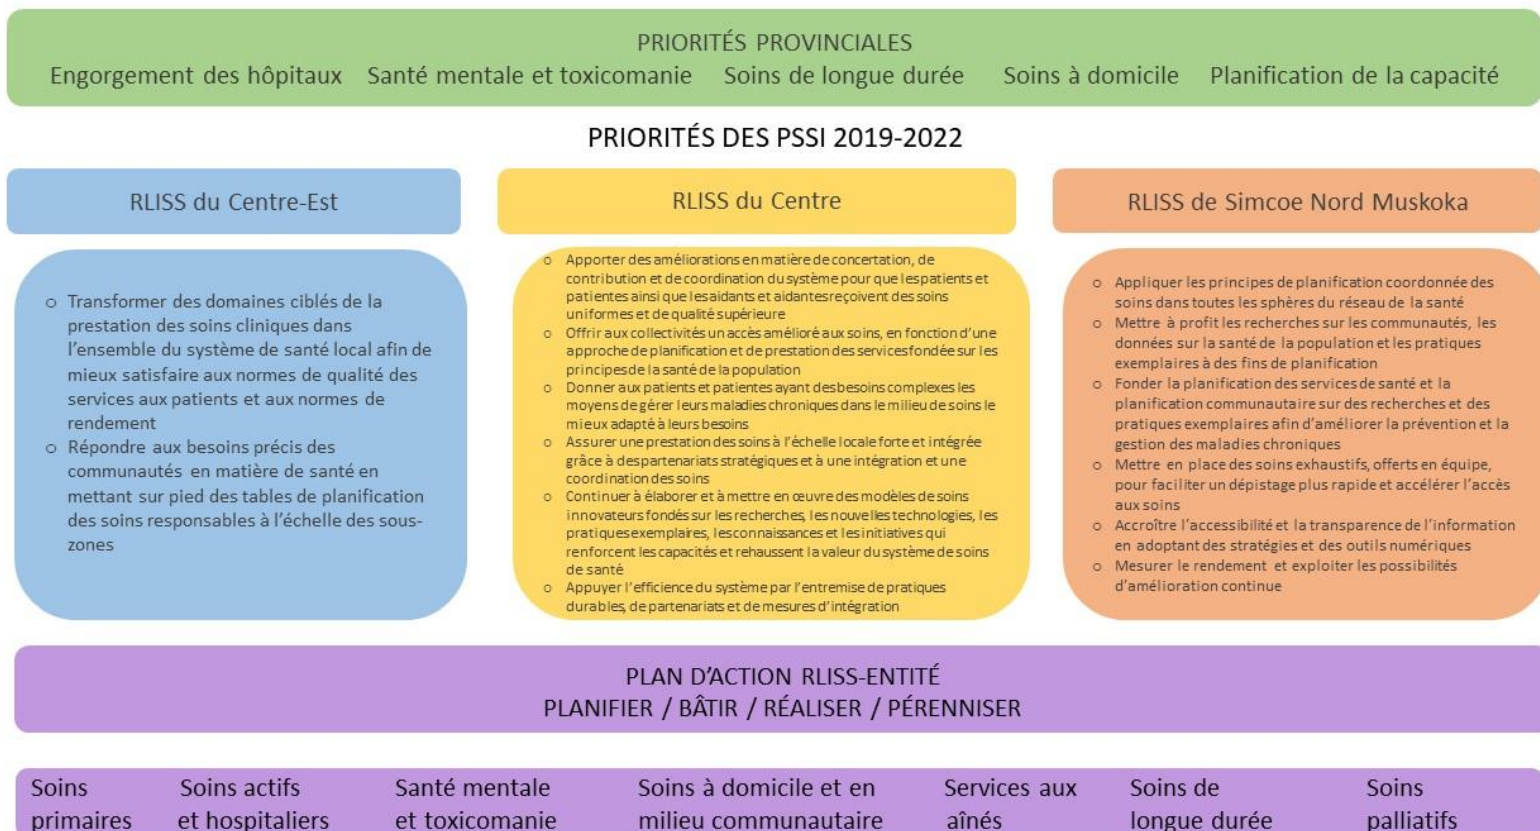 PRIORITÉS PROVINCIALES
Engorgement des hôpitaux Santé mentale et toxicomanie Soins de longue durée Soins à domicile Planification de la capacité
PRIORITÉS DES PSSI 2019-2022
RLISS du Centre-Est
o Transformer des domaines ciblés de la
prestation des soins cliniques dans
l'ensemble du système de santé local afin de
mieux satisfaire aux normes de qualité des
services aux patients et aux normes de
rendement
o Répondre aux besoins précis des
communautés en matière de santé en
mettant sur pied des tables de planification
des soins responsables à l'échelle des sous-
zones
RLISS du Centre
o Apporter des améliorations en matière de concertation, de
contribution et de coordination du système pour que lespatients et
patientes ainsi que lesaidants et aidantesreçoivent des soins
uniformes et de qualité supérieure
o Offrir aux collectivités un accès amélioré aux soins, en fonction d'une
approche de planification et de prestation des servicesfondée sur les
principesde la santé de la population
o Donner aux patients et patientes ayant desbesoins complexes les
moyens de gérer leurs maladies chroniques dans le milieu de soins le
mieux adapté à leurs besoins
o Assurer une prestation des soins à l'échelle locale forte et intégrée
grâce à despartenariats stratégiques et à une intégration et une
coordination des soins
o Continuer à élaborer et à mettre en œuvre des modèles de soins
innovateurs fondés sur les recherches, les nouvelles technologies, les
pratiquesexemplaires, lesconnaissances et les initiatives qui
renforcent les capacités et rehaussent la valeur du système de soins
de santé
o Appuyer l'efficience du système par l'entremise de pratiques
durables, de partenariats et de mesures d'intégration
RLISS de Simcoe Nord Muskoka
o Appliquer les principes de planification coordonnée des
soins dans toutes les sphères du réseau de la santé
o Mettre à profit les recherches sur les communautés, les
données sur la santé de la population et les pratiques
exemplaires à des fins de planification
o Fonder la planification des services de santé et la
planification communautaire sur des recherches et des
pratiques exemplaires afin d'améliorer la prévention et la
gestion des maladies chroniques
o Mettre en place des soins exhaustifs, offerts en équipe,
pour faciliter un dépistage plus rapide et accélérer l'accès
aux soins
o Accroître l'accessibilité et la transparence de l'information
en adoptant des stratégies et des outils numériques
o Mesurer le rendement et exploiter les possibilités
d'amélioration continue
PLAN D'ACTION RLISS-ENTITÉ
PLANIFIER / BÂTIR / RÉALISER / PÉRENNISER
Soins
primaires
Soins actifs
et hospitaliers
Santé mentale
et toxicomanie
Soins à domicile et en
milieu communautaire
Services aux
aînés
Soins de
longue durée
Soins
palliatifs